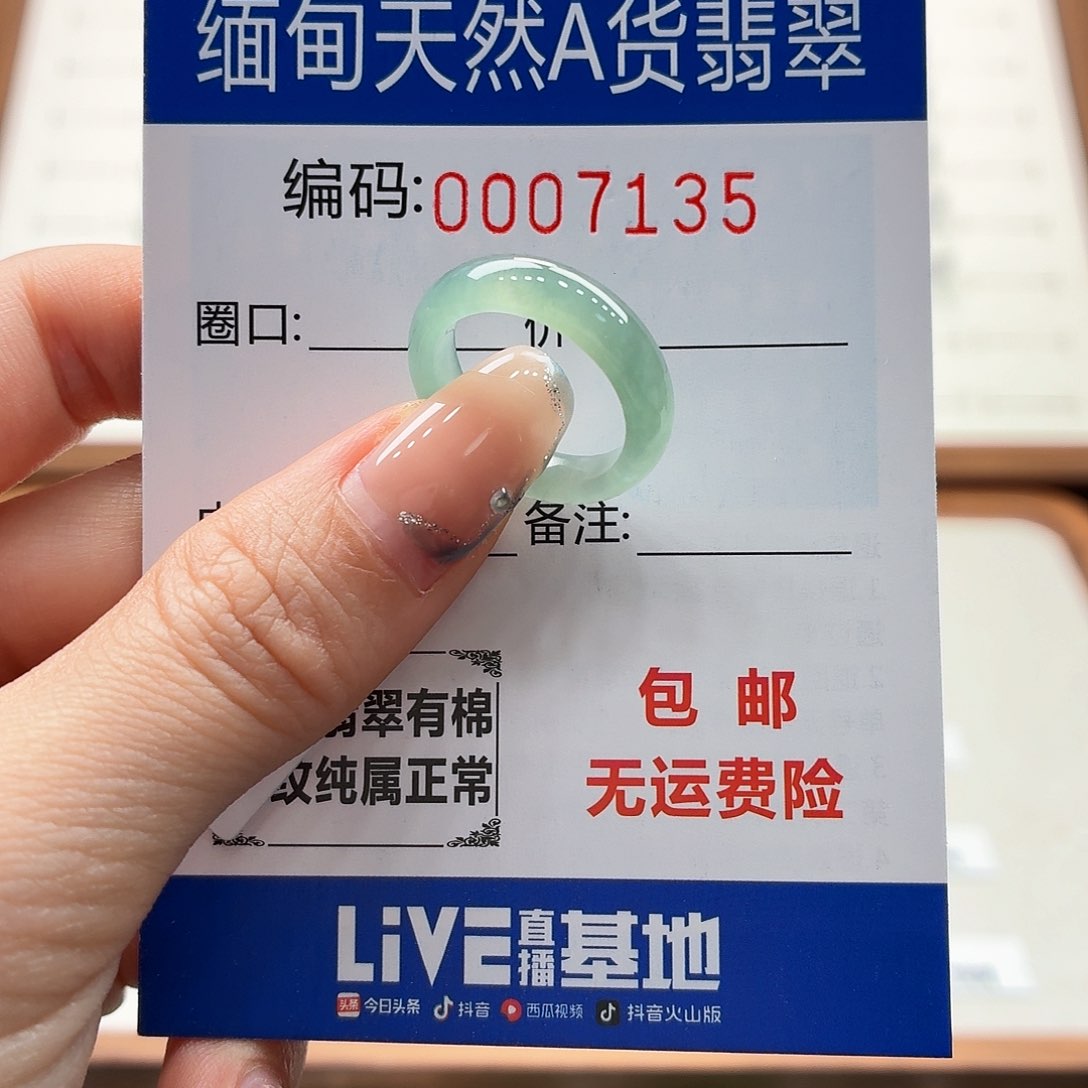 缅甸天然A货翡翠
编码:0007135
圈口:
备注:
翡翠有棉
纹纯属正常
包邮
无运费险
LiVE直播基地
今日头条 抖音 西瓜视频 抖音火山版